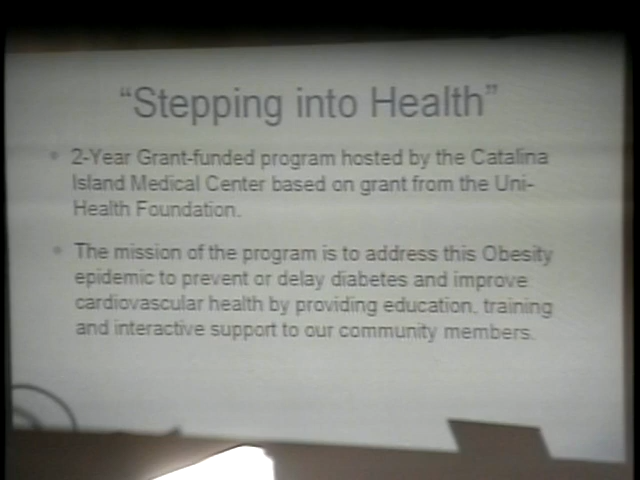 “Stepping into Health”
• 2-Year Grant-funded program hosted by the Catalina
Island Medical Center based on grant from the Uni-
Health Foundation.
• The mission of the program is to address this Obesity
epidemic to prevent or delay diabetes and improve
cardiovascular health by providing education, training
and interactive support to our community members.